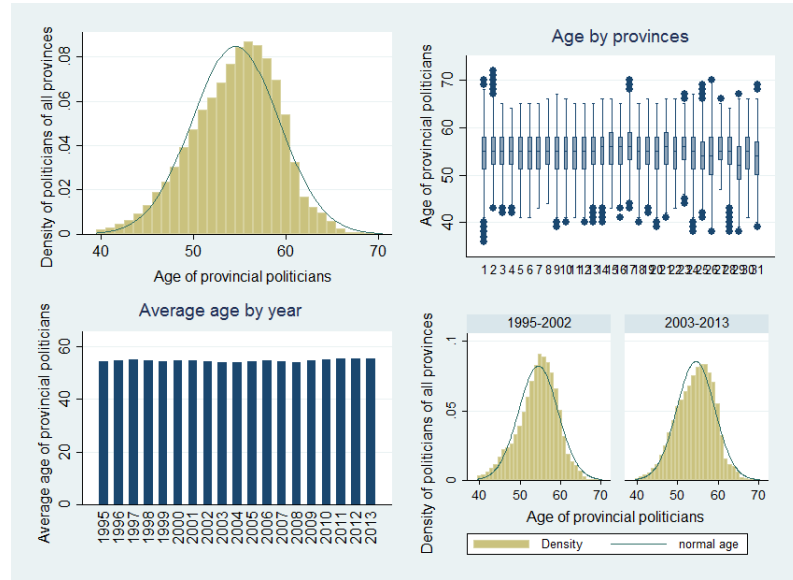 Density of politicians of all provinces
.08
.06
.04
.02
0
40 50 60 70
Age of provincial politicians
Age by provinces
Age of provincial politicians
70
60
50
40
1 2 3 4 5 6 7 8 9 10 11 12 13 14 15 16 17 18 19 20 21 22 23 24 25 26 27 28 29 30 31
Average age by year
Average age of provincial politicians
60
40
20
0
1995 1996 1997 1998 1999 2000 2001 2002 2003 2004 2005 2006 2007 2008 2009 2010 2011 2012 2013
1995-2002 2003-2013
Density of politicians of all provinces
.1
.05
0
40 50 60 70 40 50 60 70
Age of provincial politicians
Density normal age